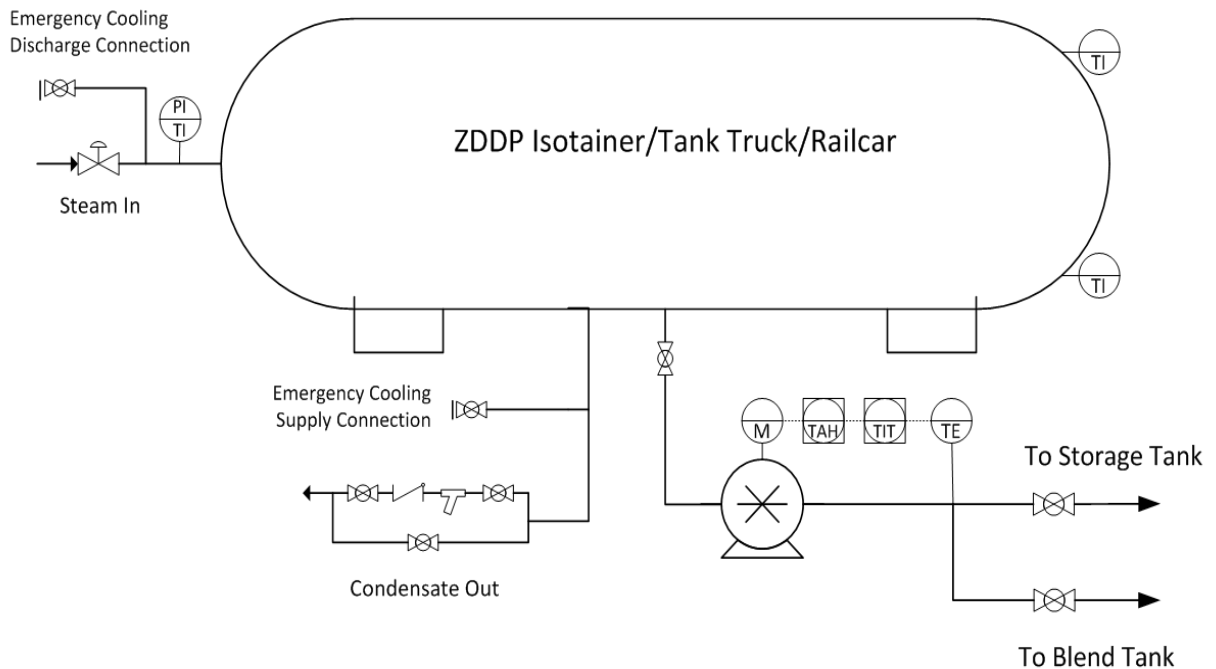 Emergency Cooling
Discharge Connection
PI
TI
Steam In
ZDDP Isotainer/Tank Truck/Railcar
TI
TI
Emergency Cooling
Supply Connection
M
TAH
TIT
TE
To Storage Tank
Condensate Out
To Blend Tank